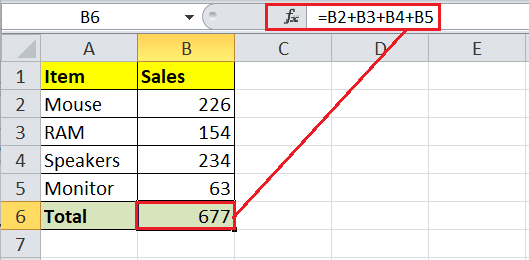 B6 fx =B2+B3+B4+B5
A B C D E
1 Item Sales
2 Mouse 226
3 RAM 154
4 Speakers 234
5 Monitor 63
6 Total 677
7